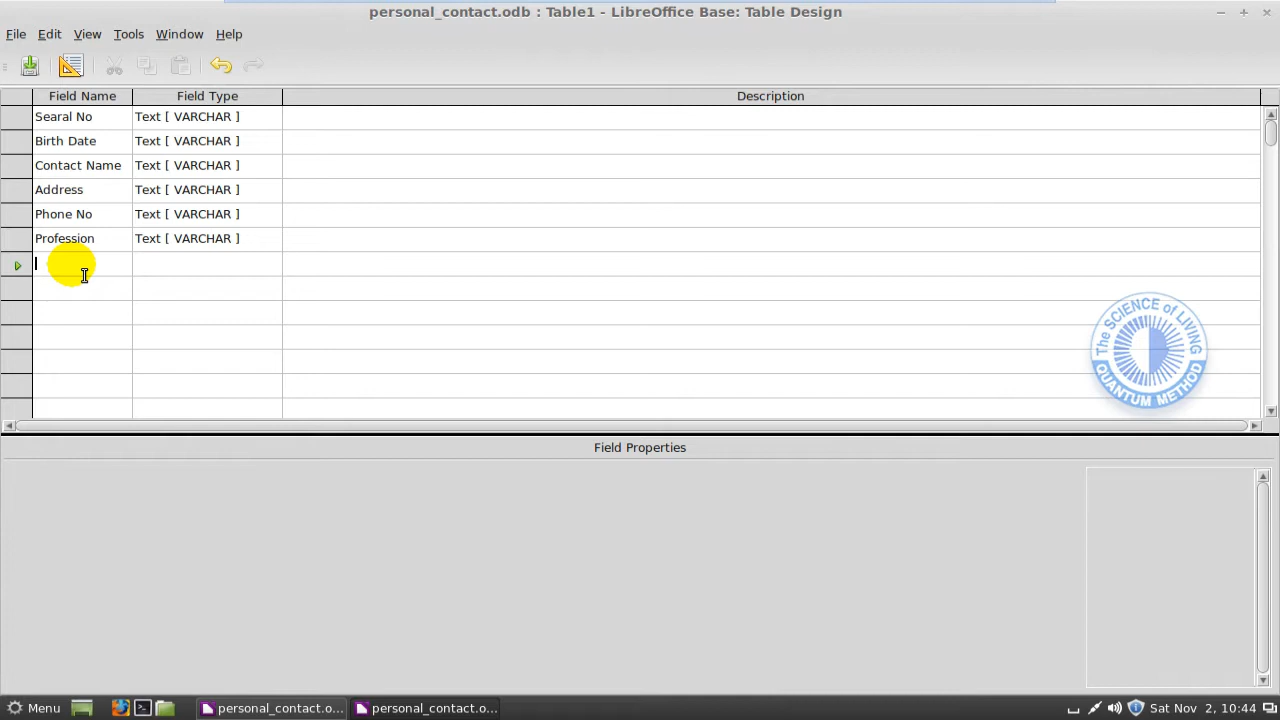 personal_contact.odb : Table1 - LibreOffice Base: Table Design
File Edit View Tools Window Help
Field Name Field Type Description
Searal No Text [ VARCHAR ]
Birth Date Text [ VARCHAR ]
Contact Name Text [ VARCHAR ]
Address Text [ VARCHAR ]
Phone No Text [ VARCHAR ]
Profession Text [ VARCHAR ]
The SCIENCE of LIVING
QUANTUM METHOD
Field Properties
Menu personal_contact.o... personal_contact.o... Sat Nov 2, 10:44